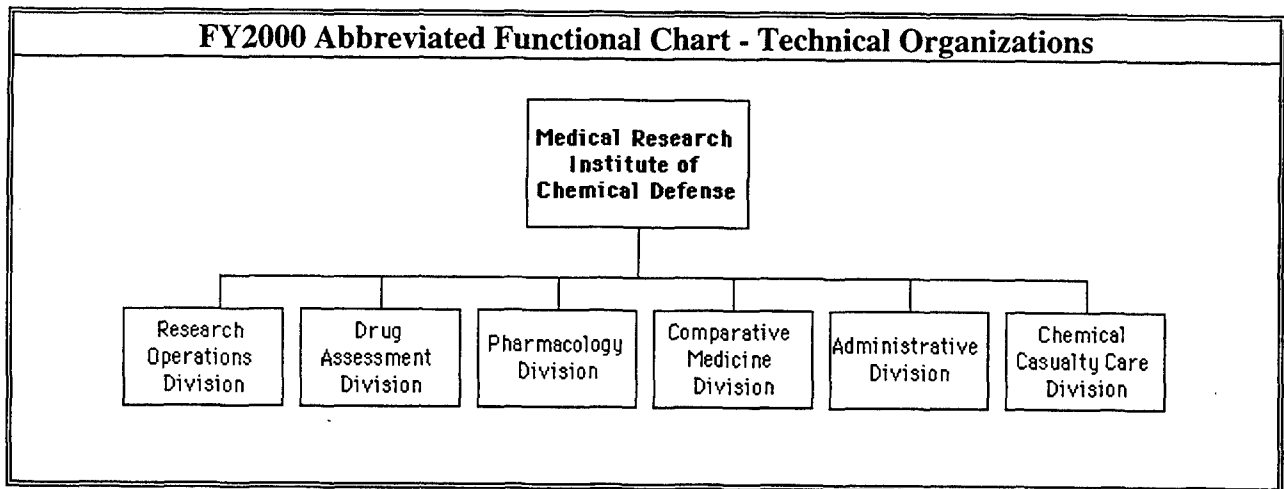 FY2000 Abbreviated Functional Chart - Technical Organizations
Medical Research
Institute of
Chemical Defense
Research
Operations
Division
Drug
Assessment
Division
Pharmacology
Division
Comparative
Medicine
Division
Administrative
Division
Chemical
Casualty Care
Division